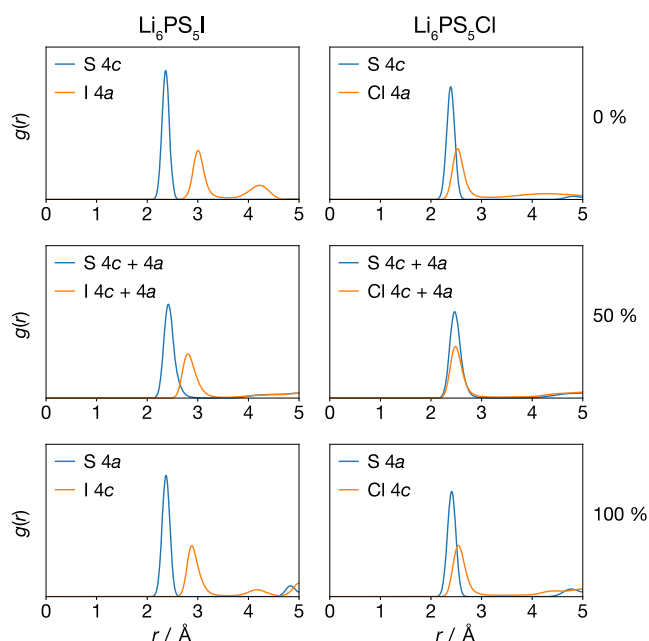 Li₆PS₅I
Li₆PS₅Cl
S 4c
I 4a
g(r)
0 1 2 3 4 5
S 4c
Cl 4a
0 1 2 3 4 5
0 %
S 4c + 4a
I 4c + 4a
g(r)
0 1 2 3 4 5
S 4c + 4a
Cl 4c + 4a
0 1 2 3 4 5
50 %
S 4a
I 4c
g(r)
0 1 2 3 4 5
r / Å
S 4a
Cl 4c
0 1 2 3 4 5
r / Å
100 %